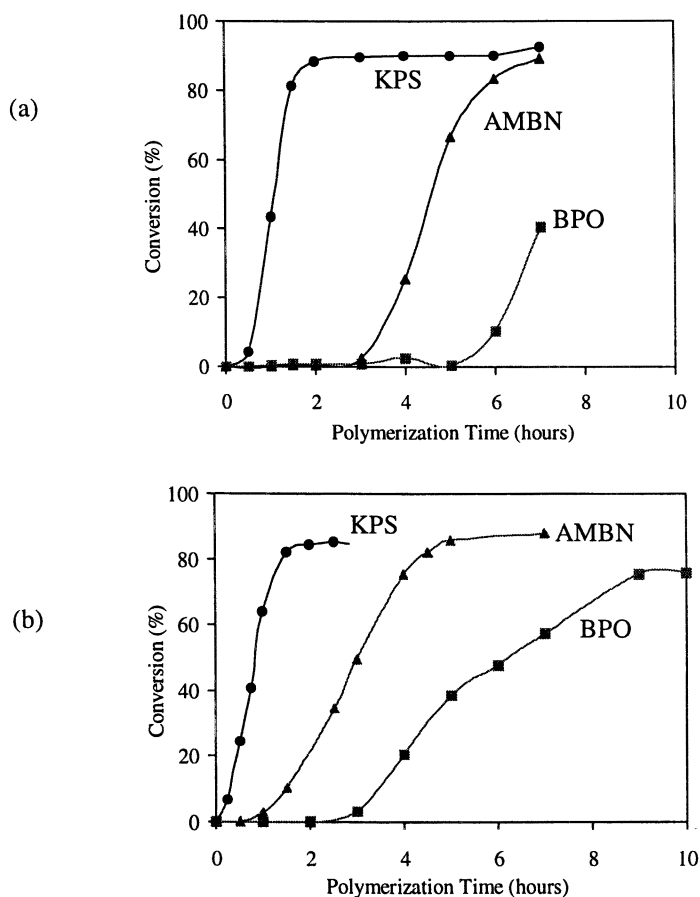 (a)
Conversion (%)
100
80
60
40
20
0
KPS
AMBN
BPO
0 2 4 6 8 10
Polymerization Time (hours)
(b)
Conversion (%)
100
80
60
40
20
0
KPS
AMBN
BPO
0 2 4 6 8 10
Polymerization Time (hours)